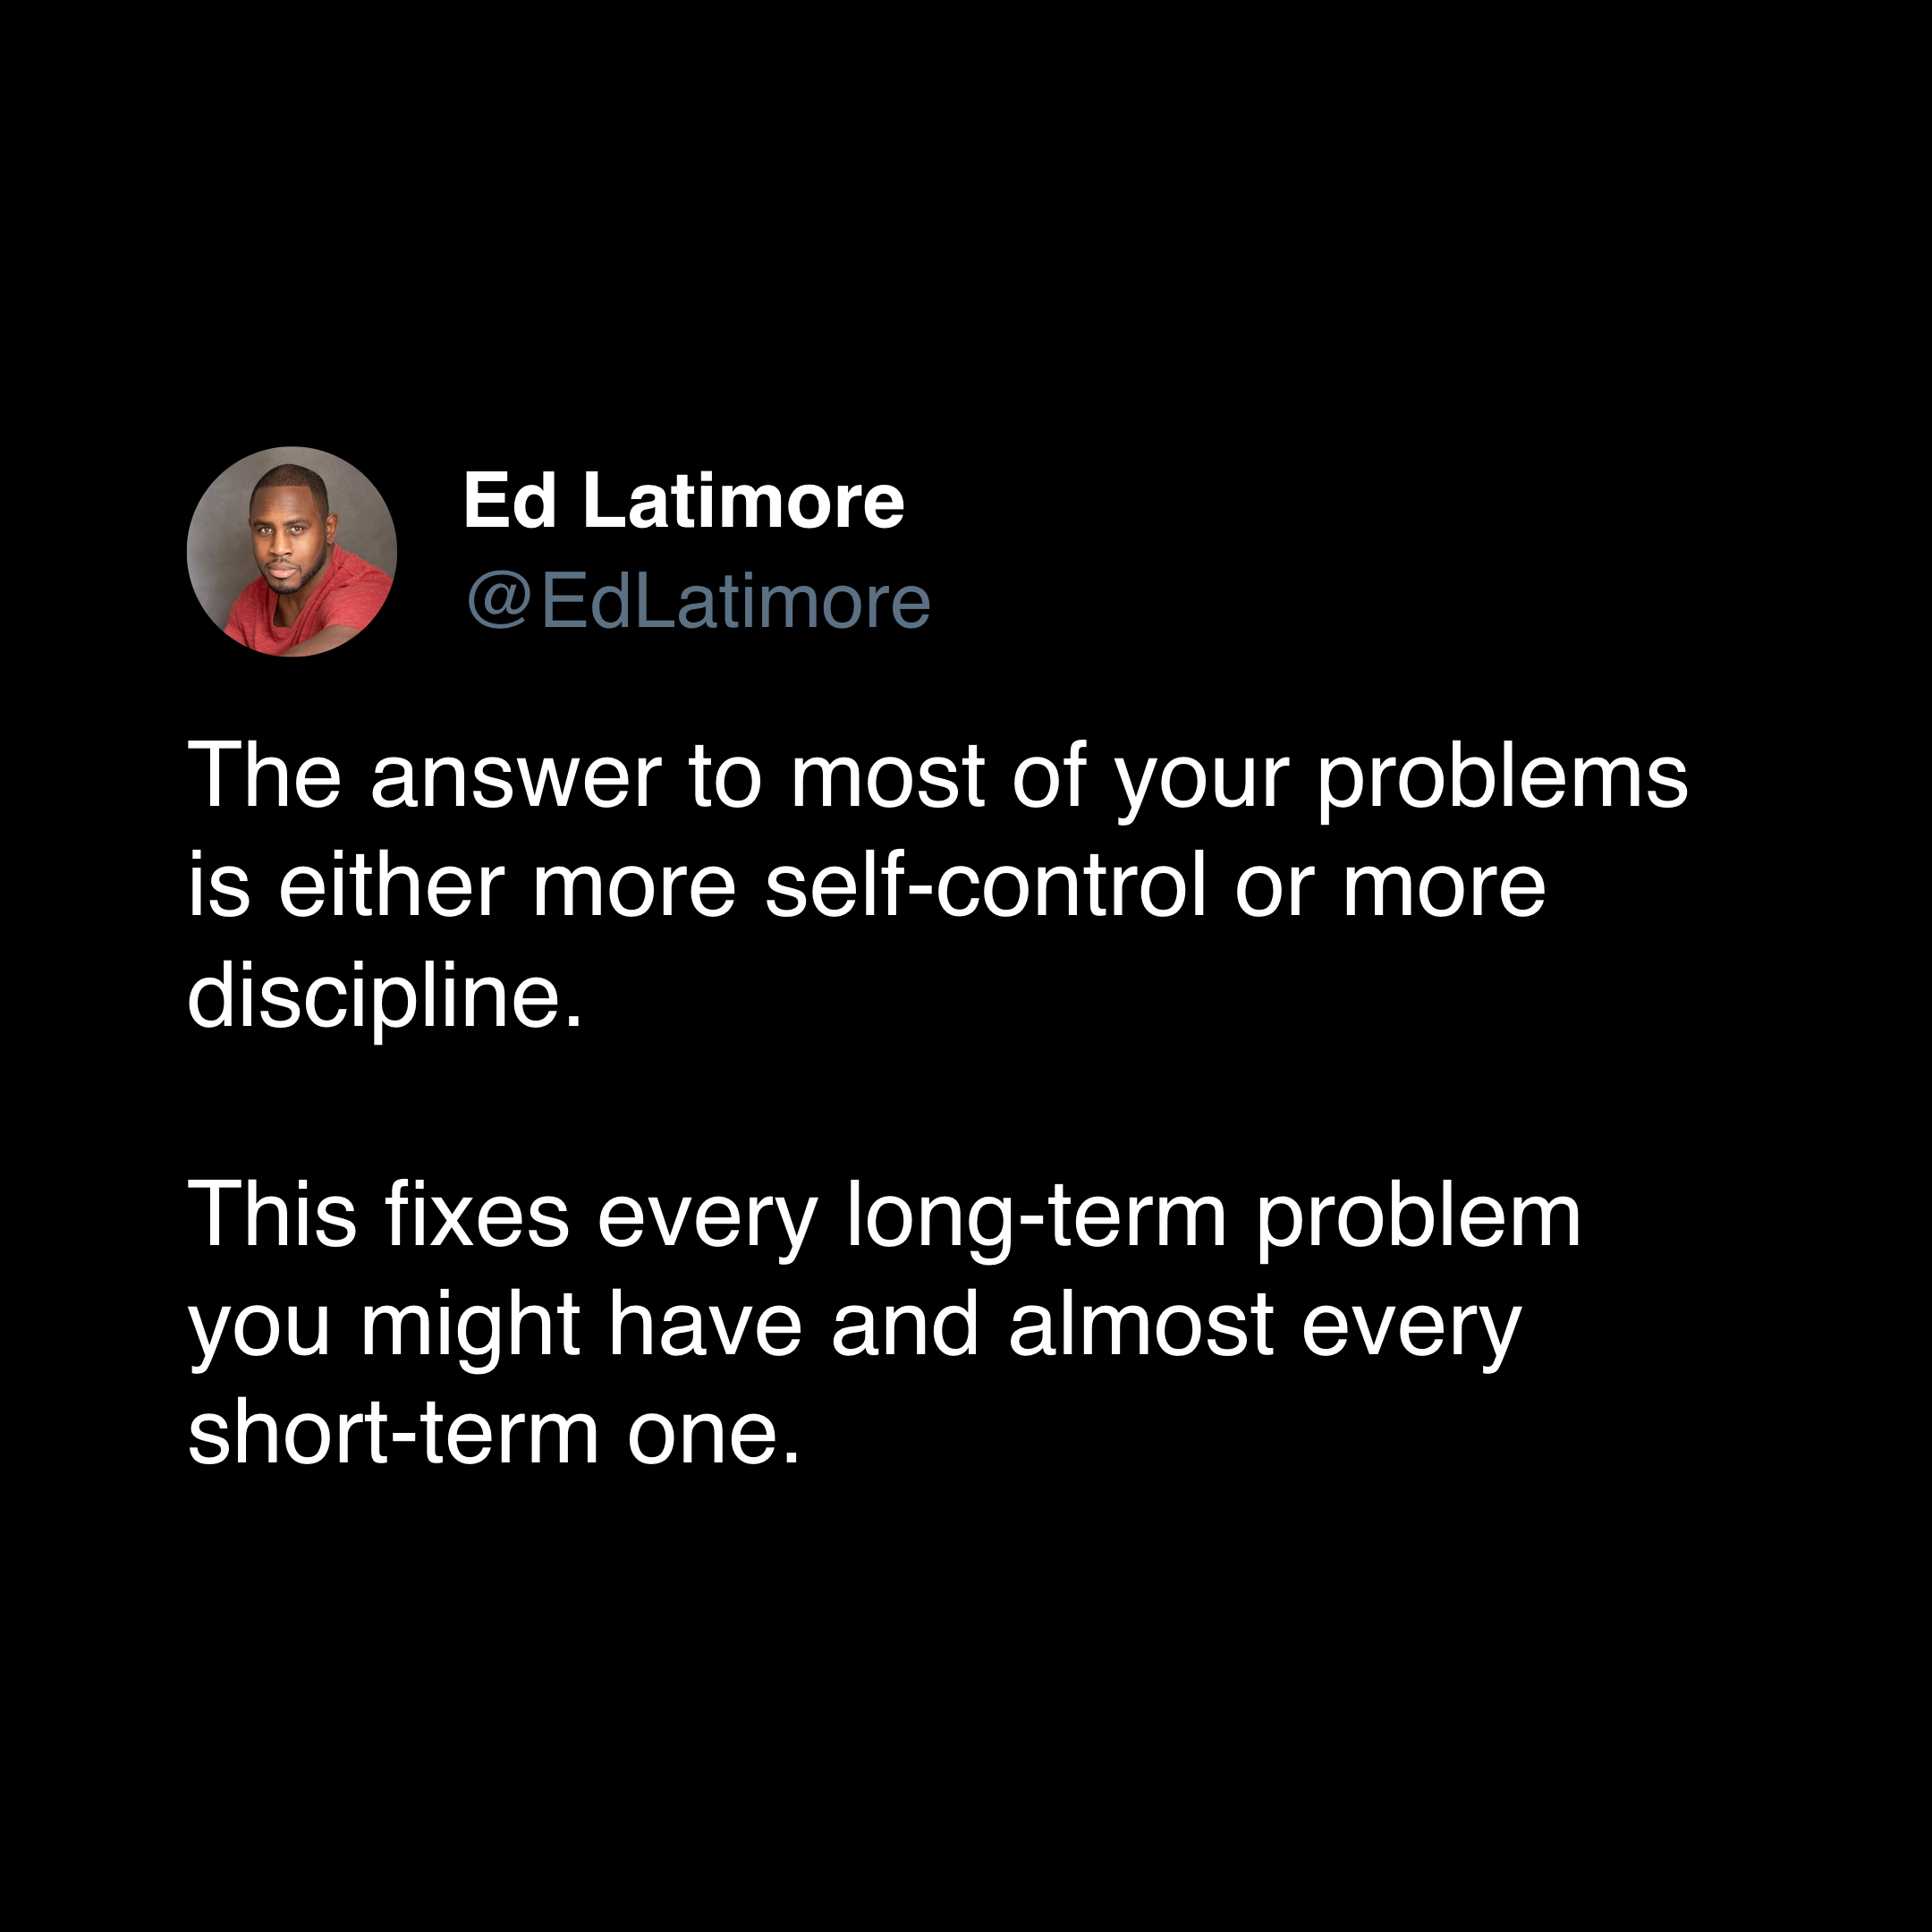 Ed Latimore
@EdLatimore
The answer to most of your problems
is either more self-control or more
discipline.
This fixes every long-term problem
you might have and almost every
short-term one.